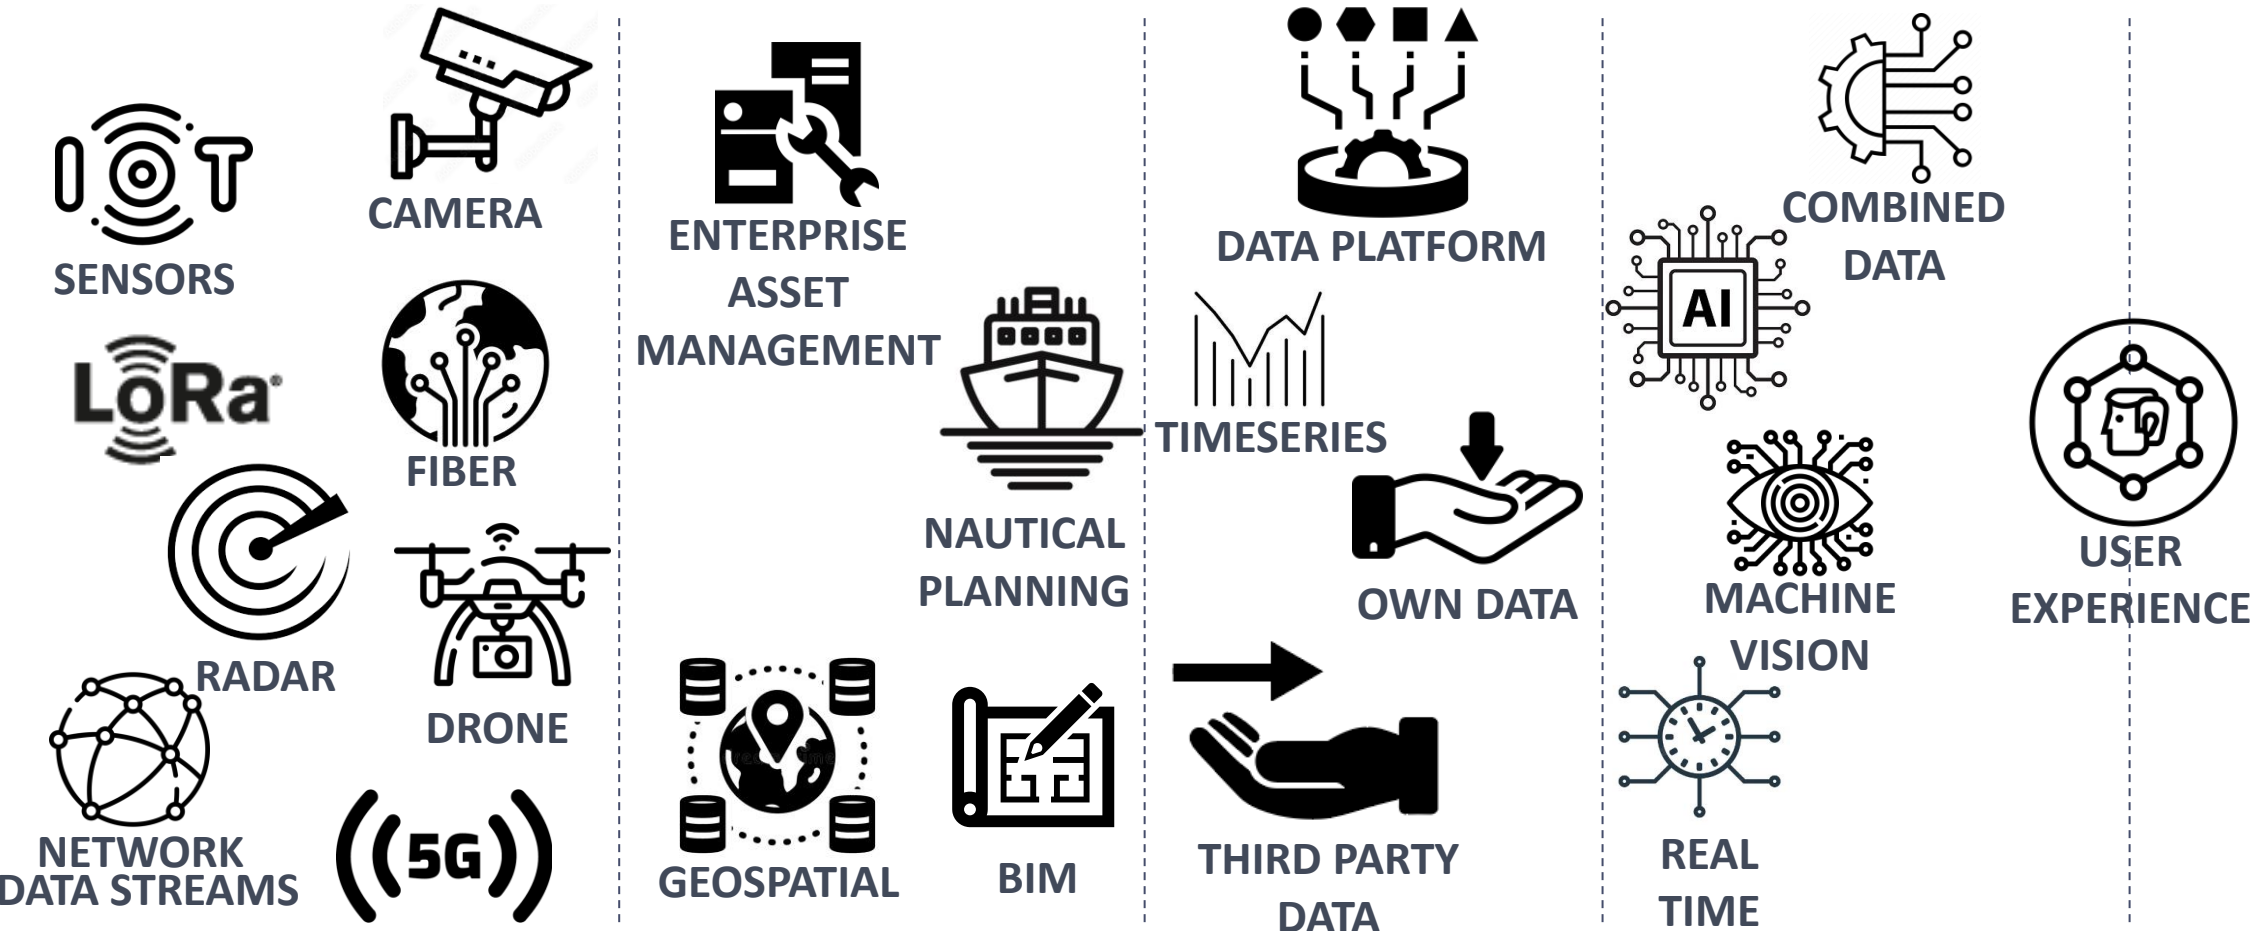 IOT
SENSORS
CAMERA
LoRa®
FIBER
RADAR
DRONE
NETWORK
DATA STREAMS
5G
ENTERPRISE
ASSET
MANAGEMENT
NAUTICAL
PLANNING
GEOSPATIAL
BIM
DATA PLATFORM
TIMESERIES
OWN DATA
THIRD PARTY
DATA
COMBINED
DATA
AI
MACHINE
VISION
REAL
TIME
USER
EXPERIENCE